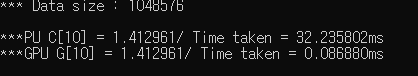 *** Data size : 1048576
***PU C[10] = 1.412961/ Time taken = 32.235802ms
***GPU G[10] = 1.412961/ Time taken = 0.086880ms